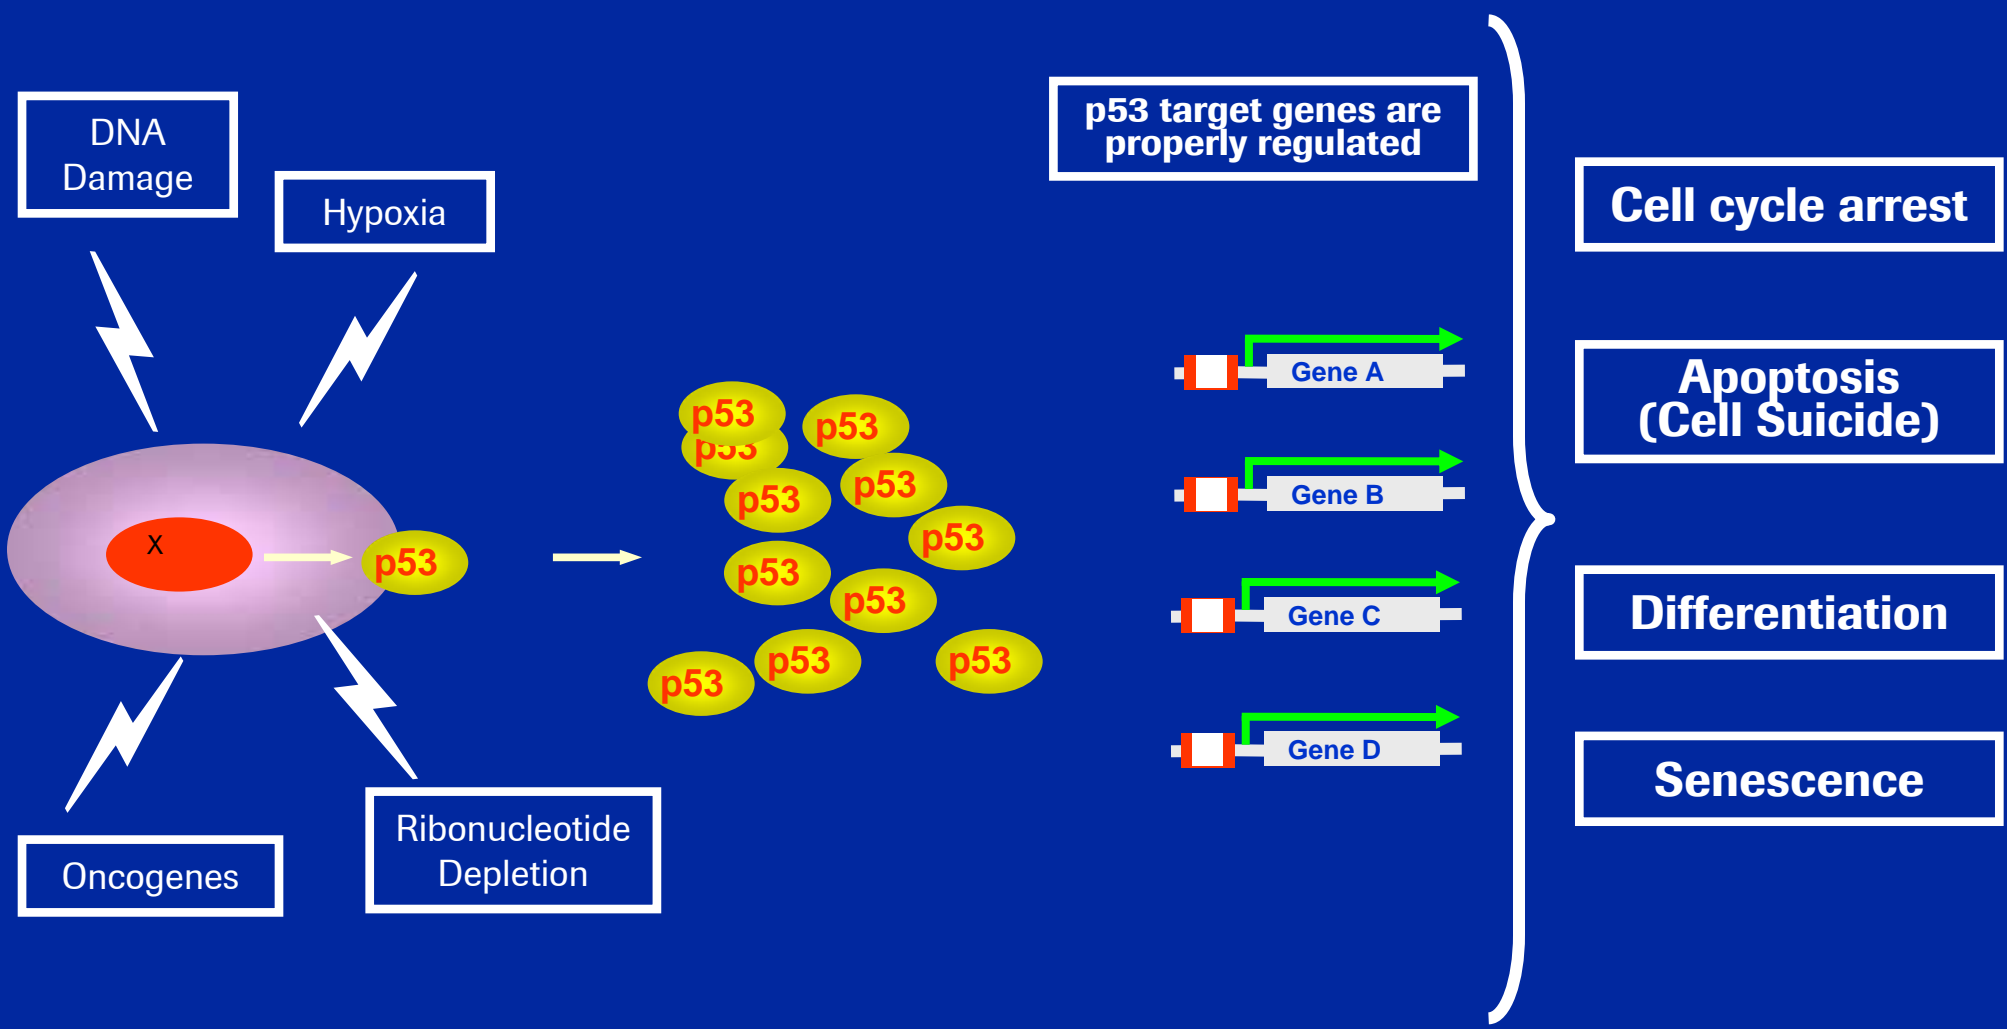 DNA
Damage
Hypoxia
X
p53
Oncogenes
Ribonucleotide
Depletion
p53
p53
p53
p53
p53
p53
p53
p53
p53
p53
p53
p53 target genes are
properly regulated
Gene A
Gene B
Gene C
Gene D
Cell cycle arrest
Apoptosis
(Cell Suicide)
Differentiation
Senescence